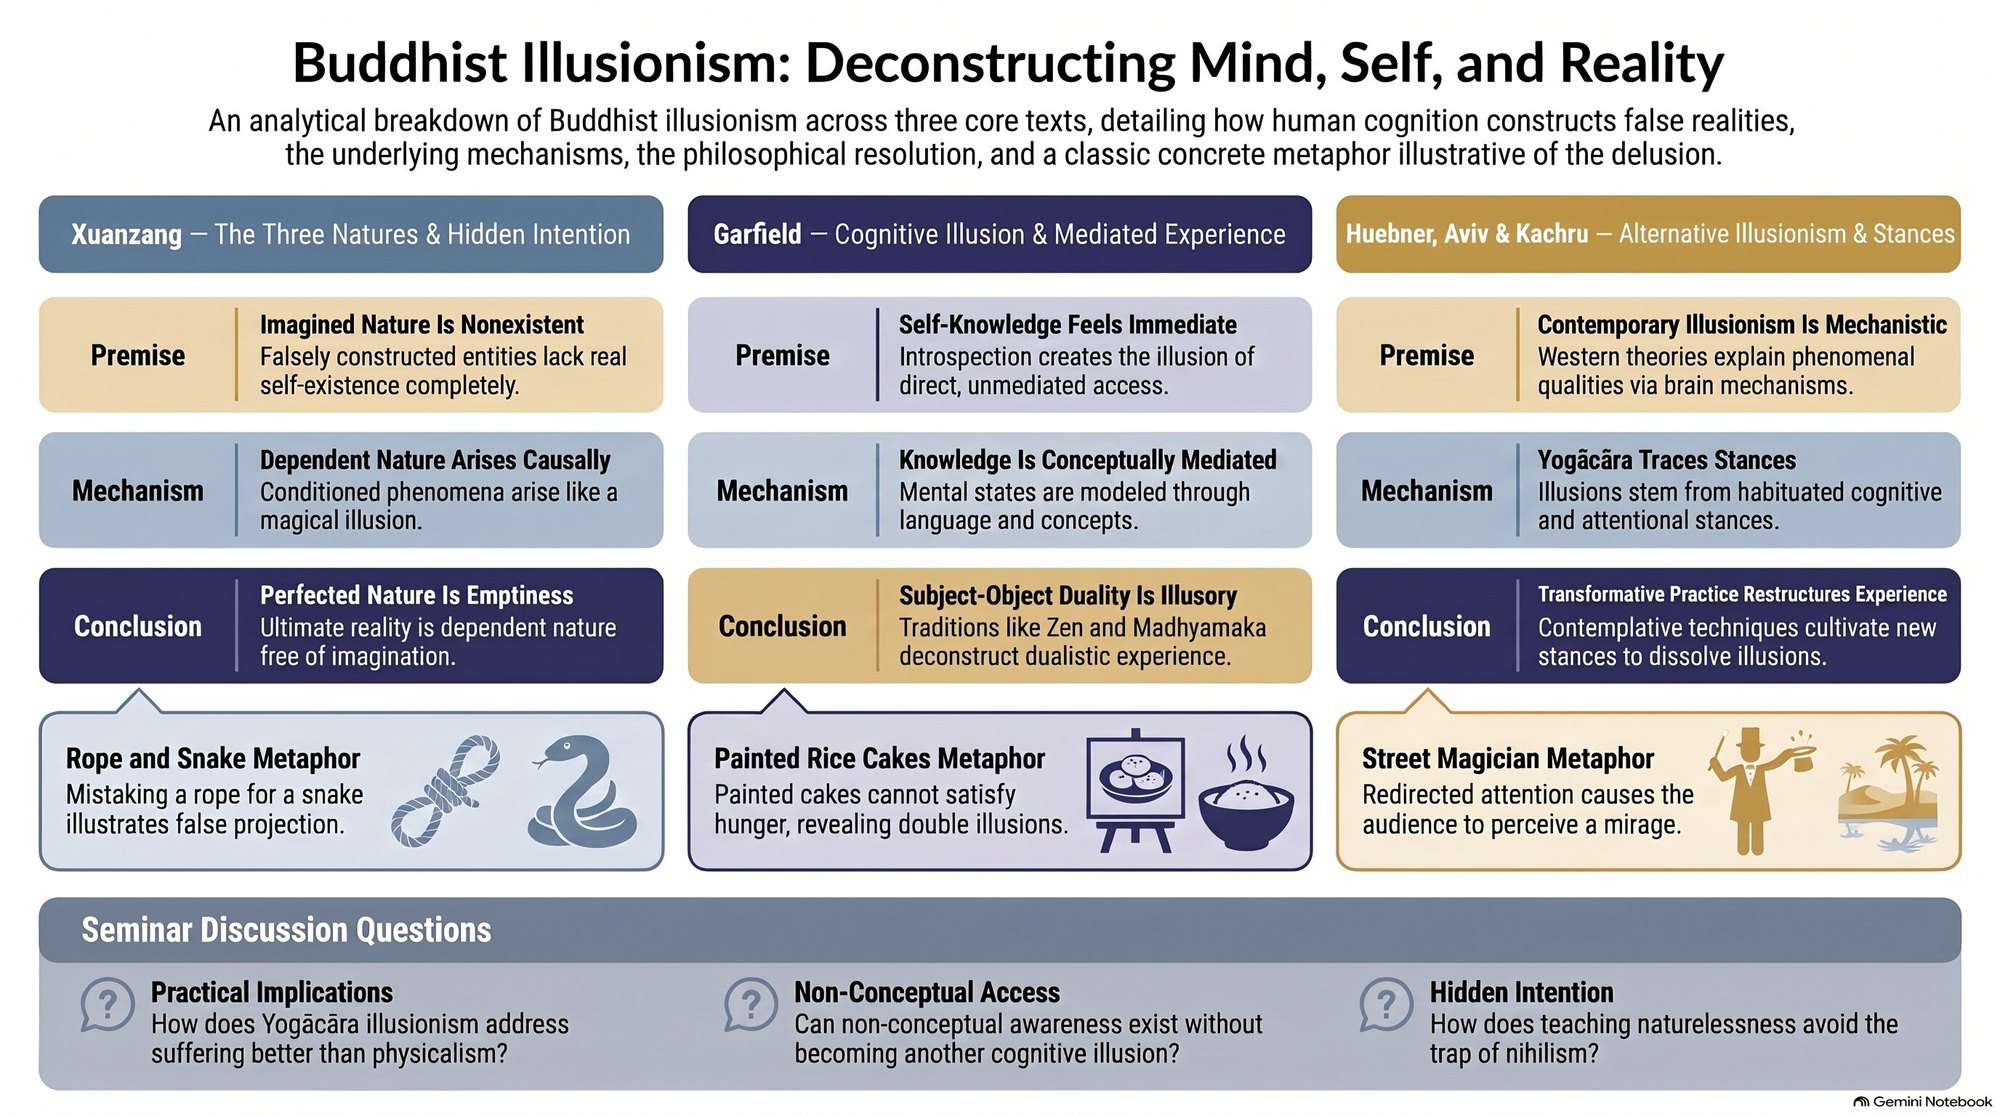 Buddhist Illusionism: Deconstructing Mind, Self, and Reality
An analytical breakdown of Buddhist illusionism across three core texts, detailing how human cognition constructs false realities,
the underlying mechanisms, the philosophical resolution, and a classic concrete metaphor illustrative of the delusion.
Xuanzang — The Three Natures & Hidden Intention
Premise
Imagined Nature Is Nonexistent
Falsely constructed entities lack real
self-existence completely.
Mechanism
Dependent Nature Arises Causally
Conditioned phenomena arise like a
magical illusion.
Conclusion
Perfected Nature Is Emptiness
Ultimate reality is dependent nature
free of imagination.
Rope and Snake Metaphor
Mistaking a rope for a snake
illustrates false projection.
Garfield — Cognitive Illusion & Mediated Experience
Premise
Self-Knowledge Feels Immediate
Introspection creates the illusion of
direct, unmediated access.
Mechanism
Knowledge Is Conceptually Mediated
Mental states are modeled through
language and concepts.
Conclusion
Subject-Object Duality Is Illusory
Traditions like Zen and Madhyamaka
deconstruct dualistic experience.
Painted Rice Cakes Metaphor
Painted cakes cannot satisfy
hunger, revealing double illusions.
Huebner, Aviv & Kachru — Alternative Illusionism & Stances
Premise
Contemporary Illusionism Is Mechanistic
Western theories explain phenomenal
qualities via brain mechanisms.
Mechanism
Yogãcãra Traces Stances
Illusions stem from habituated cognitive
and attentional stances.
Conclusion
Transformative Practice Restructures Experience
Contemplative techniques cultivate new
stances to dissolve illusions.
Street Magician Metaphor
Redirected attention causes the
audience to perceive a mirage.
Seminar Discussion Questions
Practical Implications
How does Yogācāra illusionism address
suffering better than physicalism?
Non-Conceptual Access
Can non-conceptual awareness exist without
becoming another cognitive illusion?
Hidden Intention
How does teaching naturelessness avoid the
trap of nihilism?
Gemini Notebook